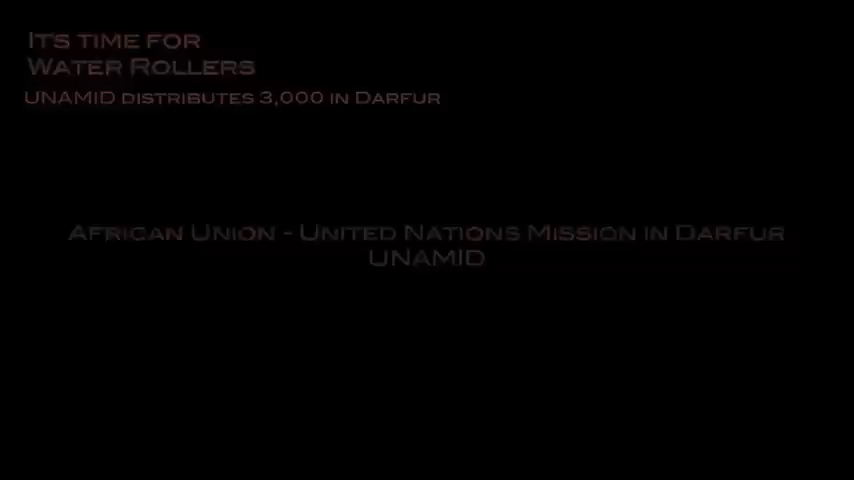 It's time for
Water Rollers
UNAMID distributes 3,000 in Darfur
African Union - United Nations Mission in Darfur
UNAMID